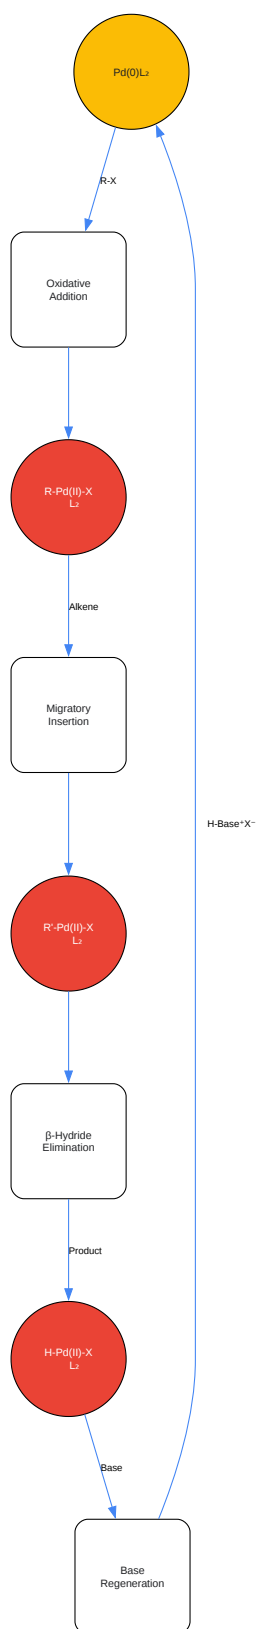 Pd(0)L₂
R-X
Oxidative
Addition
R-Pd(II)-X
L₂
Alkene
Migratory
Insertion
H-Base⁺X⁻
R'-Pd(II)-X
L₂
β-Hydride
Elimination
Product
H-Pd(II)-X
L₂
Base
Base
Regeneration